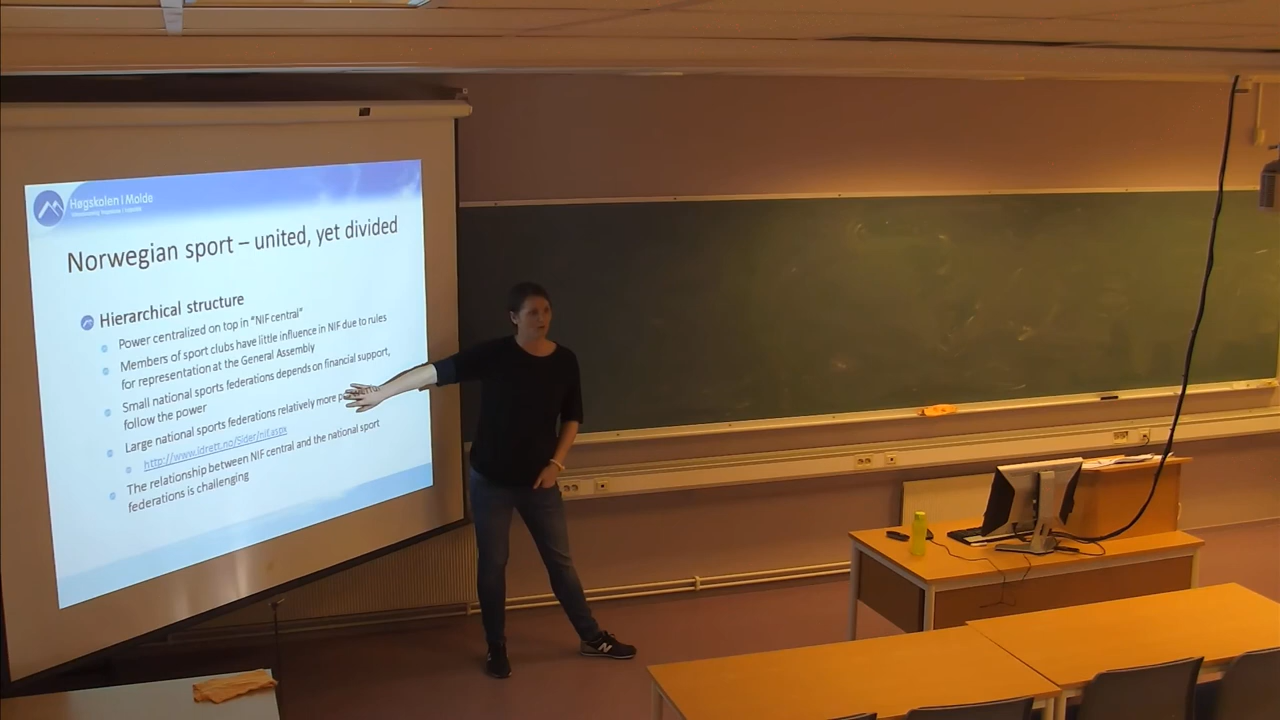 Høgskolen i Molde
Vitenskapelig høgskole i logistikk
Norwegian sport – united, yet divided
Hierarchical structure
Power centralized on top in "NIF central"
Members of sport clubs have little influence in NIF due to rules
for representation at the General Assembly
Small national sports federations depends on financial support,
follow the power
Large national sports federations relatively more
http://www.idrett.no/Sider/nif.aspx
The relationship between NIF central and the national sport
federations is challenging
N